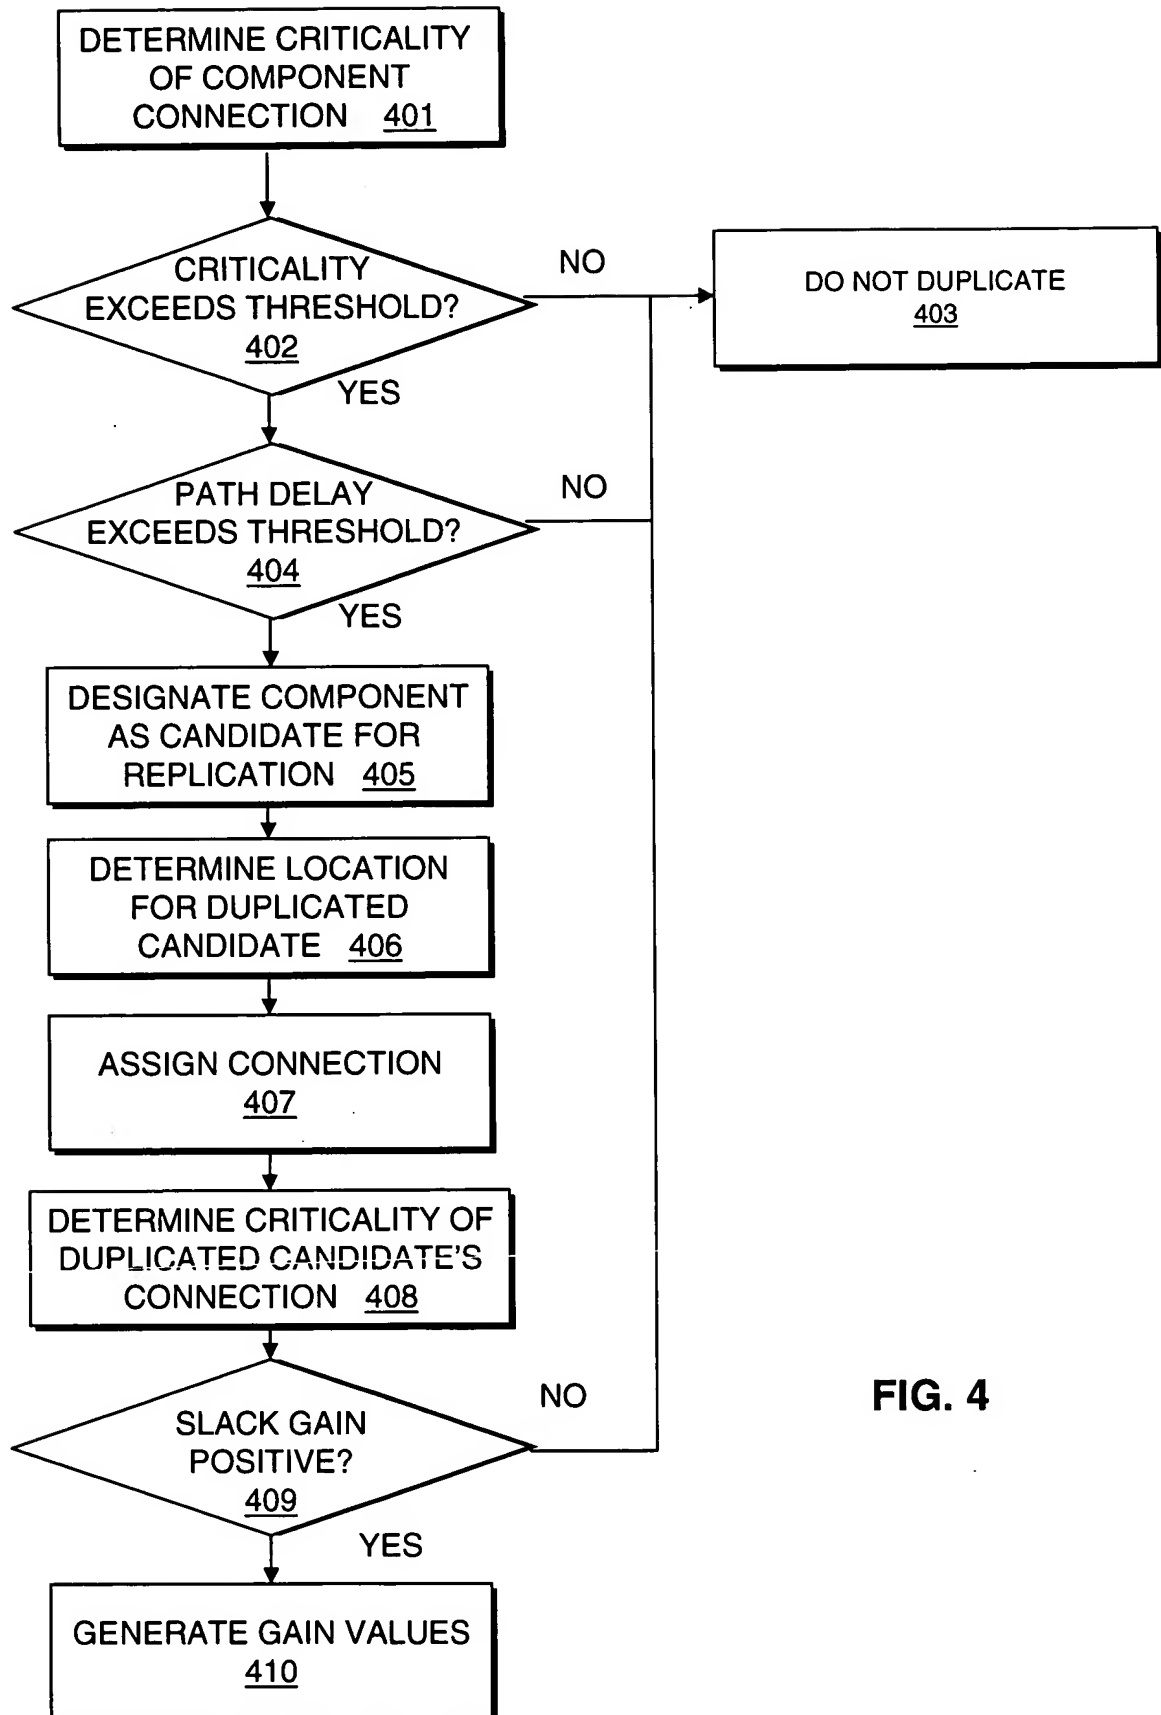 DETERMINE CRITICALITY
OF COMPONENT
CONNECTION 401
CRITICALITY
EXCEEDS THRESHOLD?
402
NO
DO NOT DUPLICATE
403
YES
PATH DELAY
EXCEEDS THRESHOLD?
404
NO
YES
DESIGNATE COMPONENT
AS CANDIDATE FOR
REPLICATION 405
DETERMINE LOCATION
FOR DUPLICATED
CANDIDATE 406
ASSIGN CONNECTION
407
DETERMINE CRITICALITY OF
DUPLICATED CANDIDATE'S
CONNECTION 408
SLACK GAIN
POSITIVE?
409
NO
FIG. 4
YES
GENERATE GAIN VALUES
410